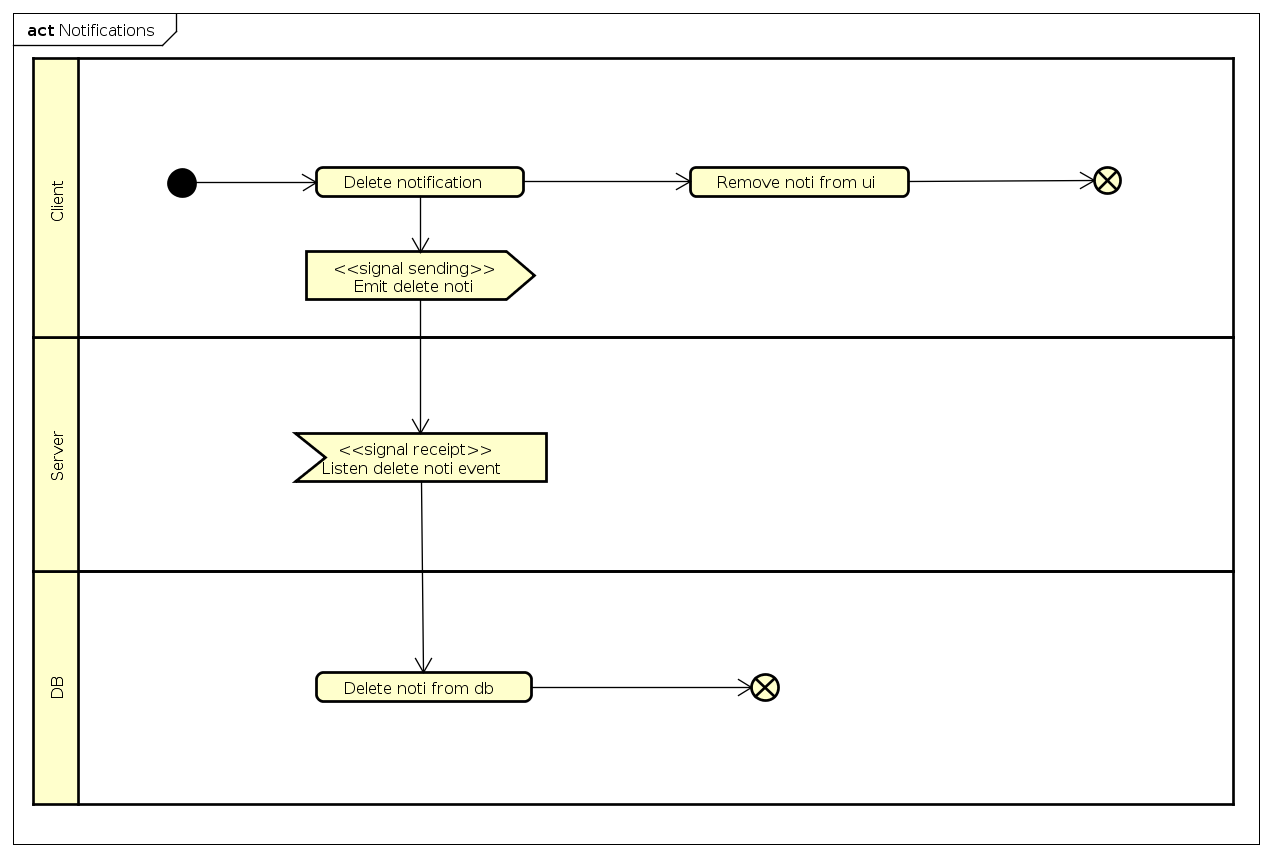 act Notifications
Client
Delete notification
Remove noti from ui
<<signal sending>>
Emit delete noti
Server
<<signal receipt>>
Listen delete noti event
DB
Delete noti from db